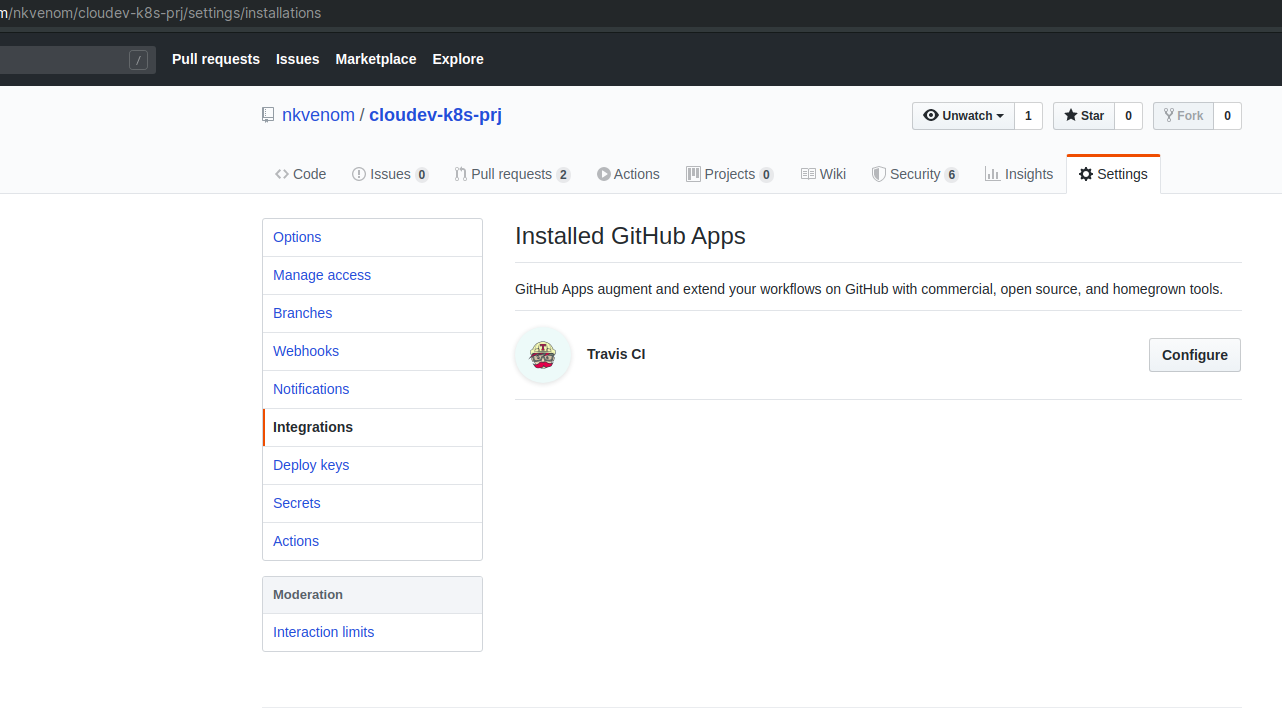 m/nkvenom/cloudev-k8s-prj/settings/installations
/ Pull requests Issues Marketplace Explore
nkvenom / cloudev-k8s-prj Unwatch 1 Star 0 Fork 0
Code Issues 0 Pull requests 2 Actions Projects 0 Wiki Security 6 Insights Settings
Options
Manage access
Branches
Webhooks
Notifications
Integrations
Deploy keys
Secrets
Actions
Moderation
Interaction limits
Installed GitHub Apps
GitHub Apps augment and extend your workflows on GitHub with commercial, open source, and homegrown tools.
T
Travis CI Configure